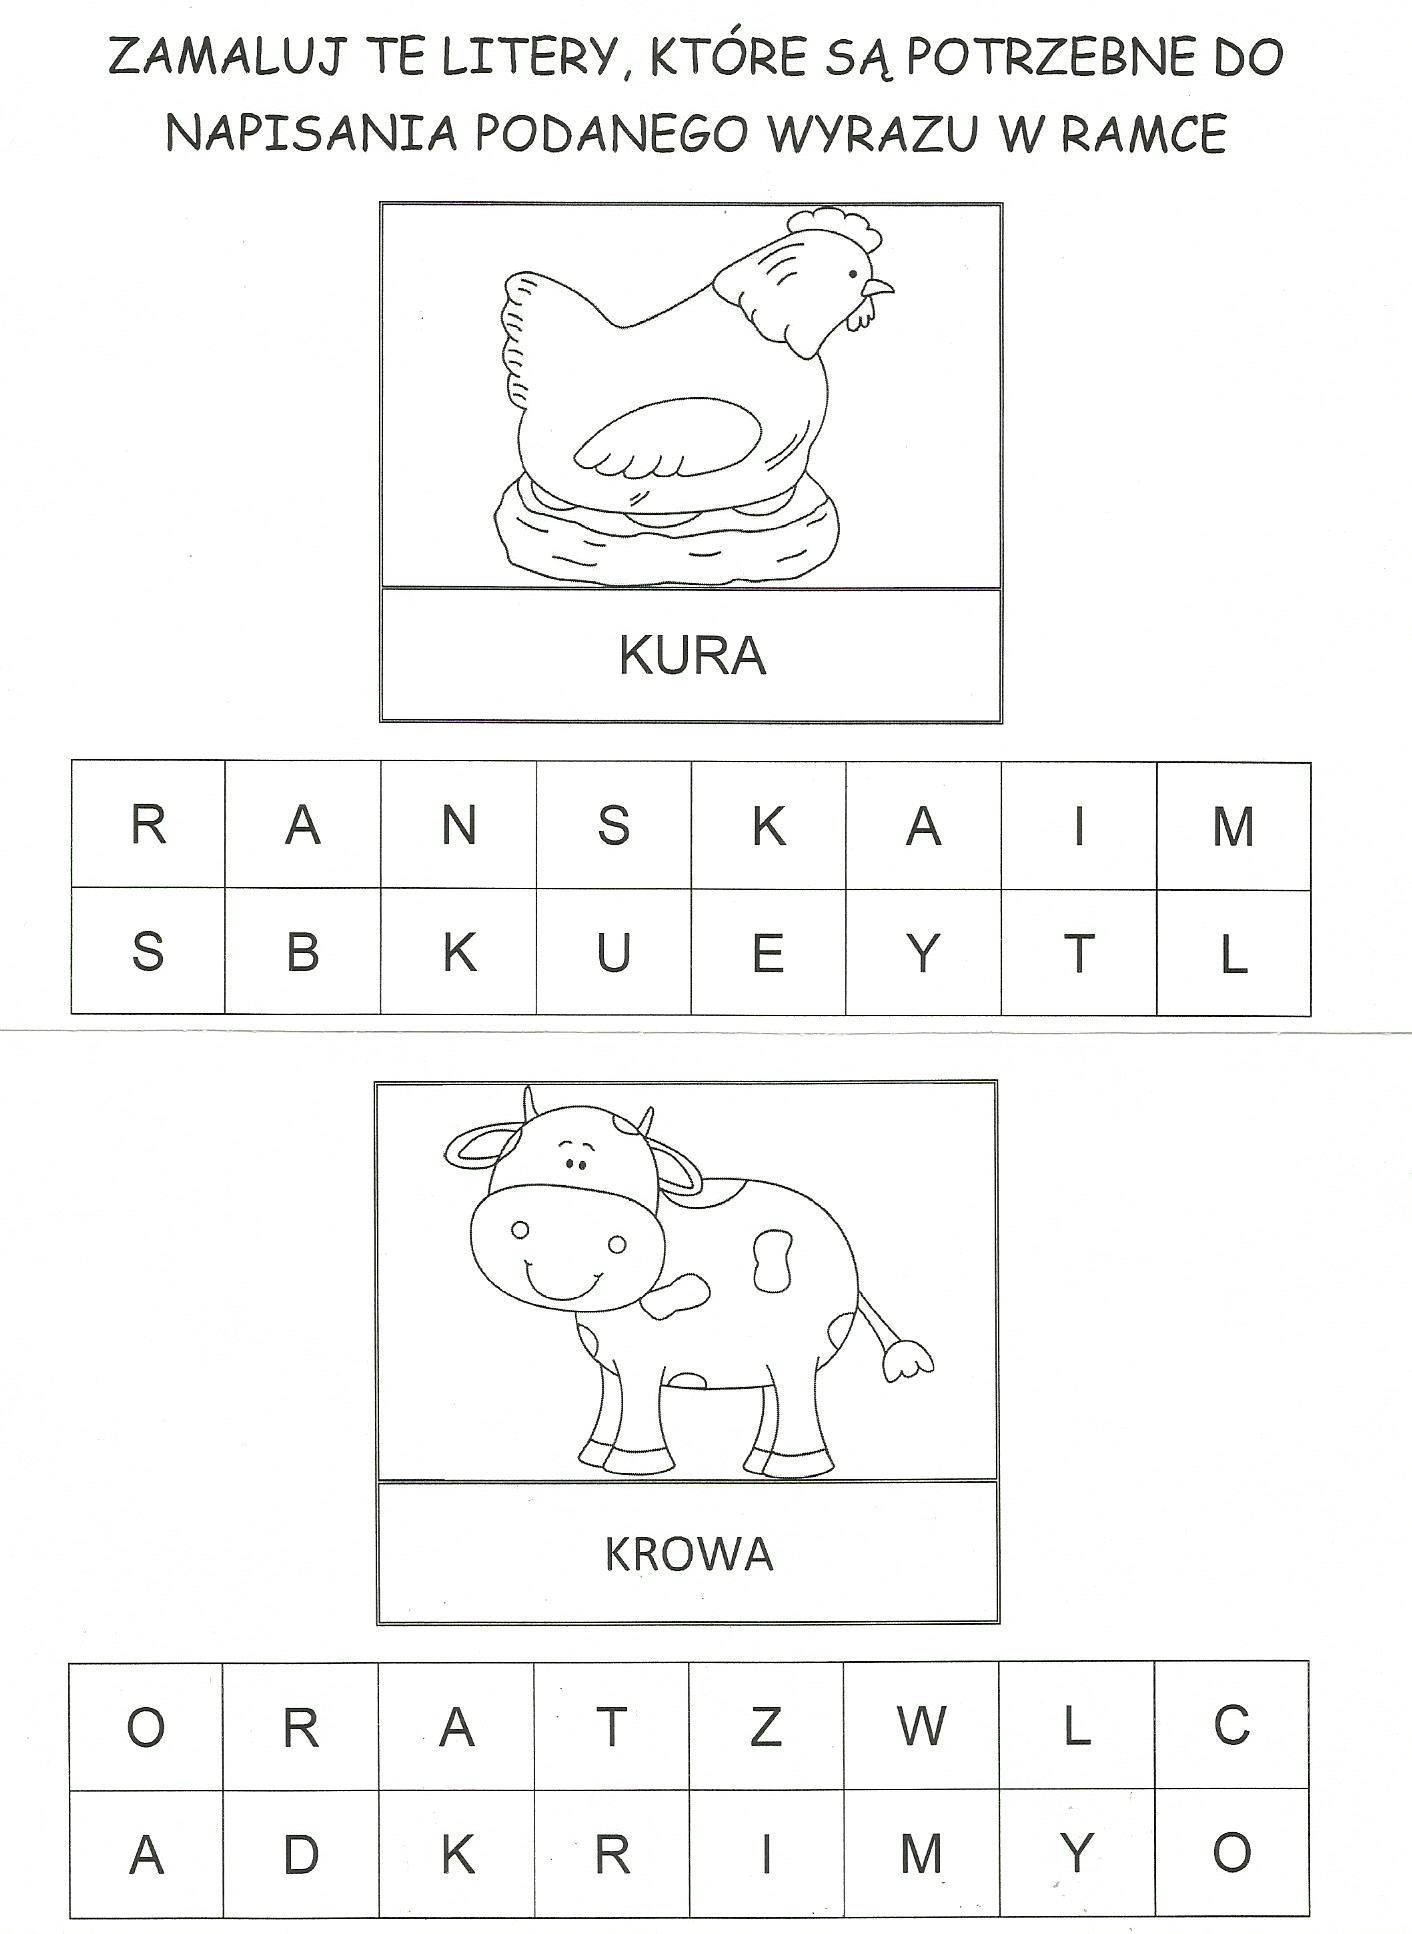 ZAMALUJ TE LITERY, KTÓRE SĄ POTRZEBNE DO
NAPISANIA PODANEGO WYRAZU W RAMCE
KURA
R A N S K A I M
S B K U E Y T L
KROWA
O R A T Z W L C
A D K R I M Y O